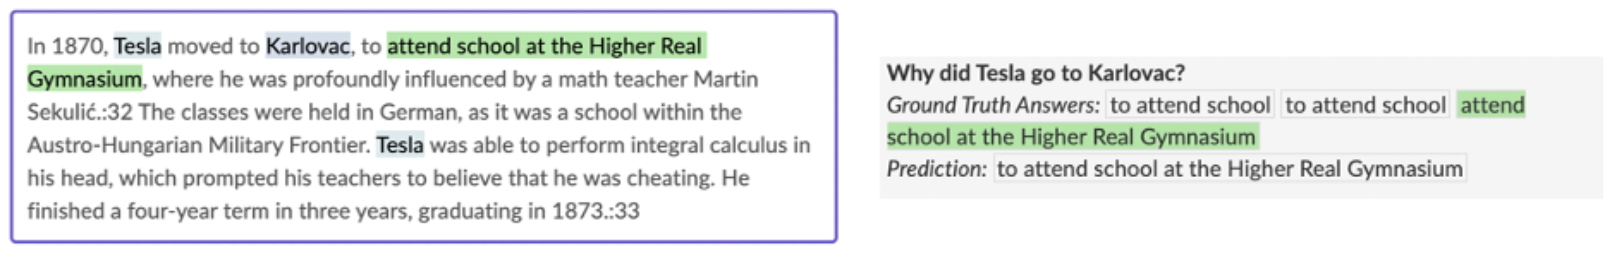 In 1870, Tesla moved to Karlovac, to attend school at the Higher Real
Gymnasium, where he was profoundly influenced by a math teacher Martin
Sekulić.:32 The classes were held in German, as it was a school within the
Austro-Hungarian Military Frontier. Tesla was able to perform integral calculus in
his head, which prompted his teachers to believe that he was cheating. He
finished a four-year term in three years, graduating in 1873.:33
Why did Tesla go to Karlovac?
Ground Truth Answers: to attend school to attend school attend
school at the Higher Real Gymnasium
Prediction: to attend school at the Higher Real Gymnasium